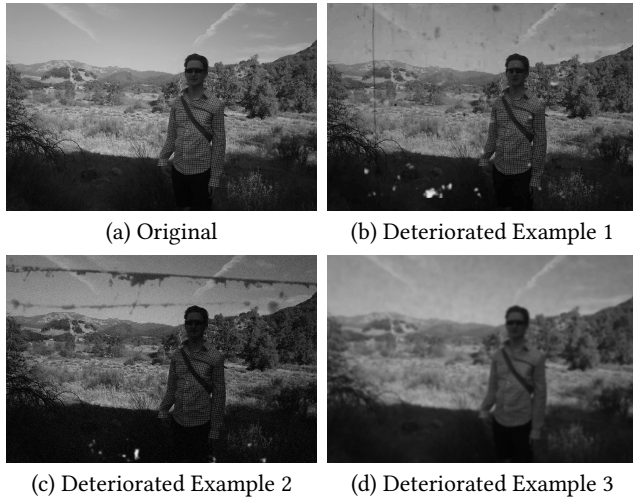 (a) Original
(b) Deteriorated Example 1
(c) Deteriorated Example 2
(d) Deteriorated Example 3